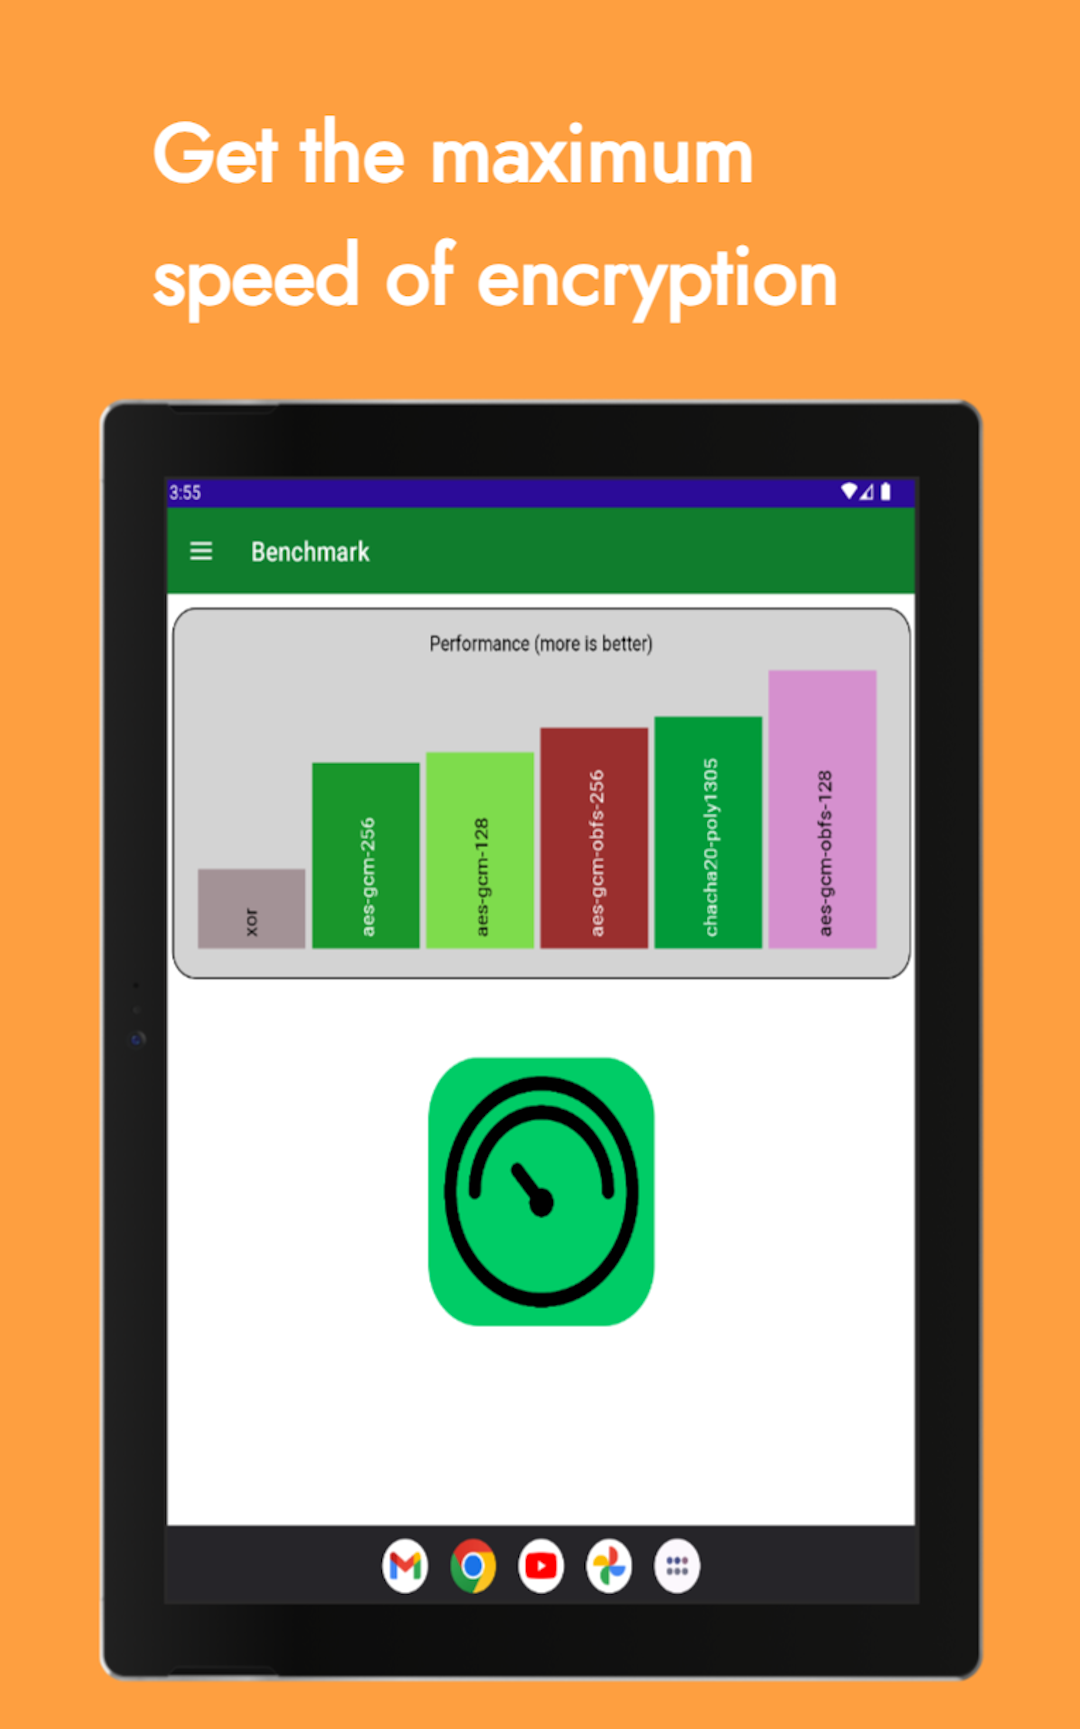 Get the maximum
speed of encryption
3:55
Benchmark
Performance (more is better)
xor
aes-gcm-256
aes-gcm-128
aes-gcm-obfs-256
chacha20-poly1305
aes-gcm-obfs-128